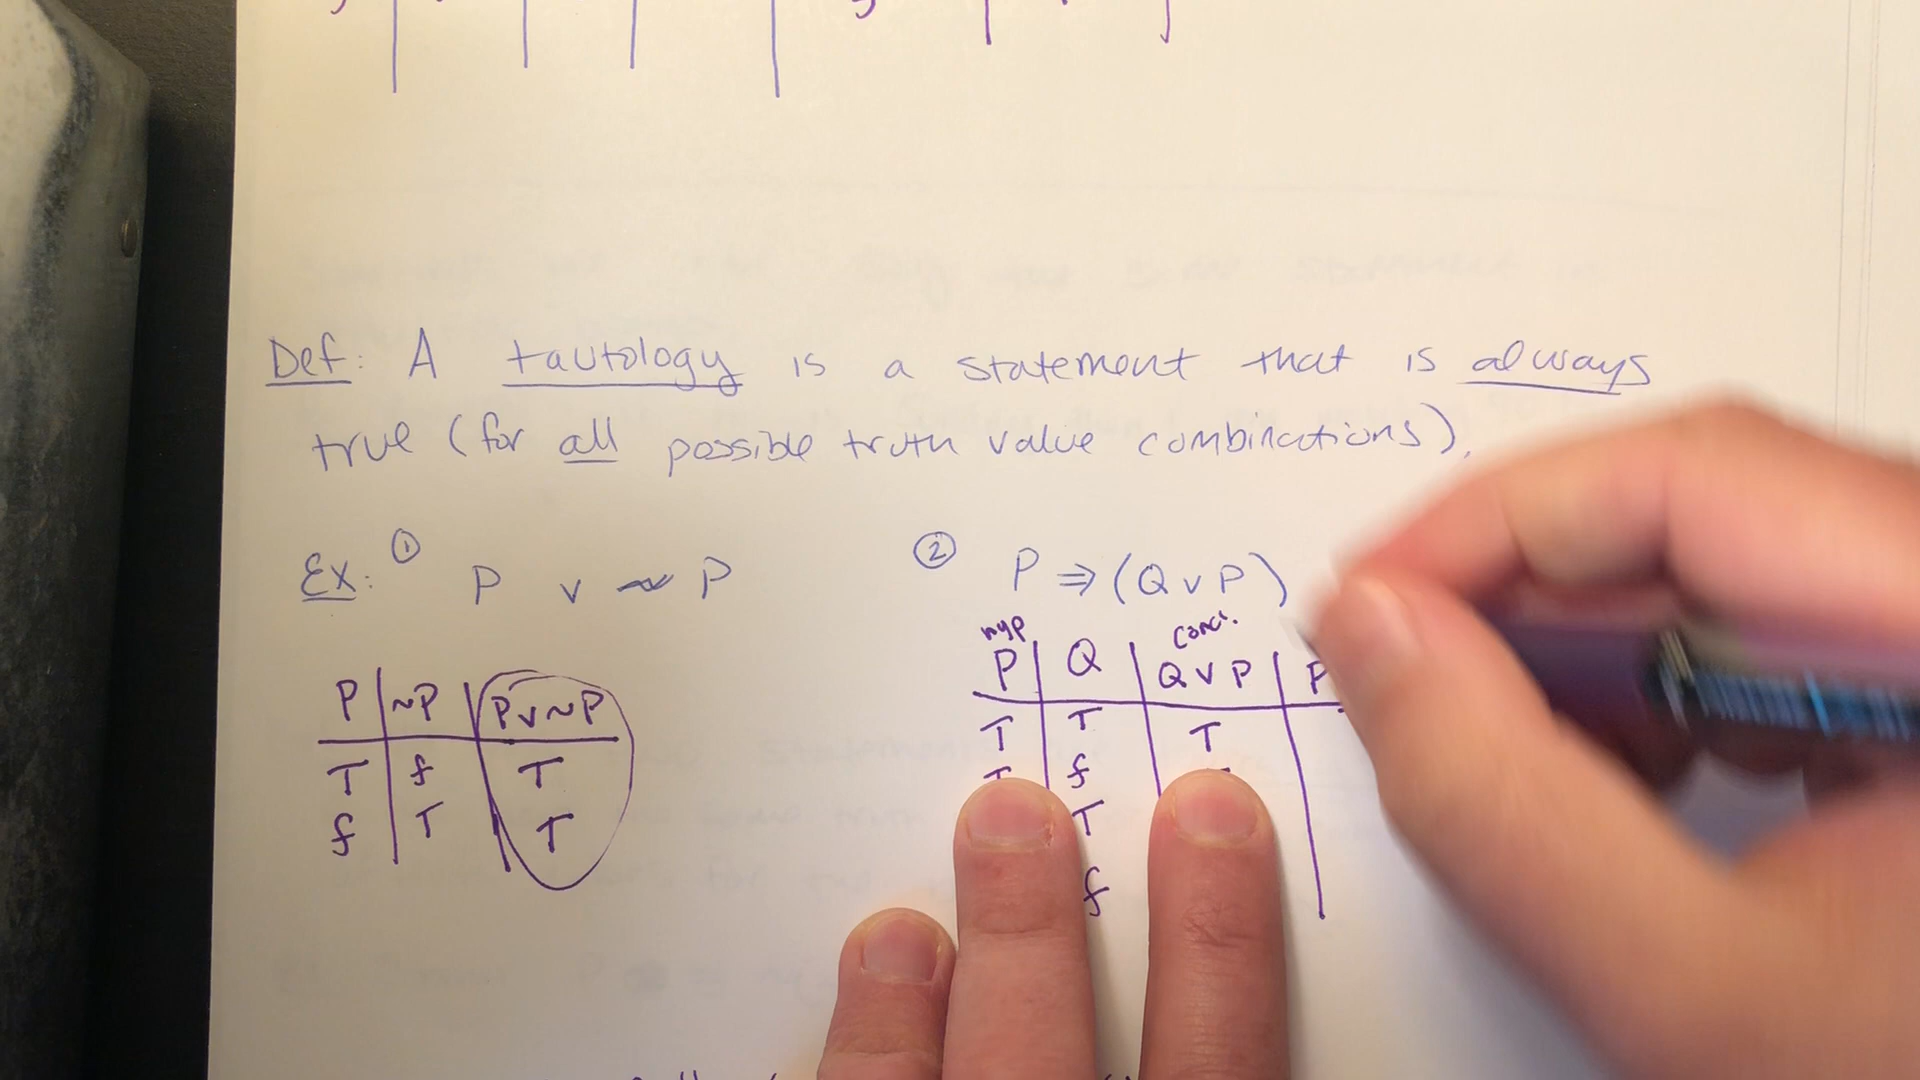 Def: A tautology is a statement that is always
true (for all possible truth value combinations).
Ex: ① P ∨ ~ P
② P ⇒ (Q ∨ P)
P | ~P | P ∨ ~P
T | f | T
f | T | T
hyp conc.
P | Q | Q ∨ P | P
T | T | T
T | f
T
f